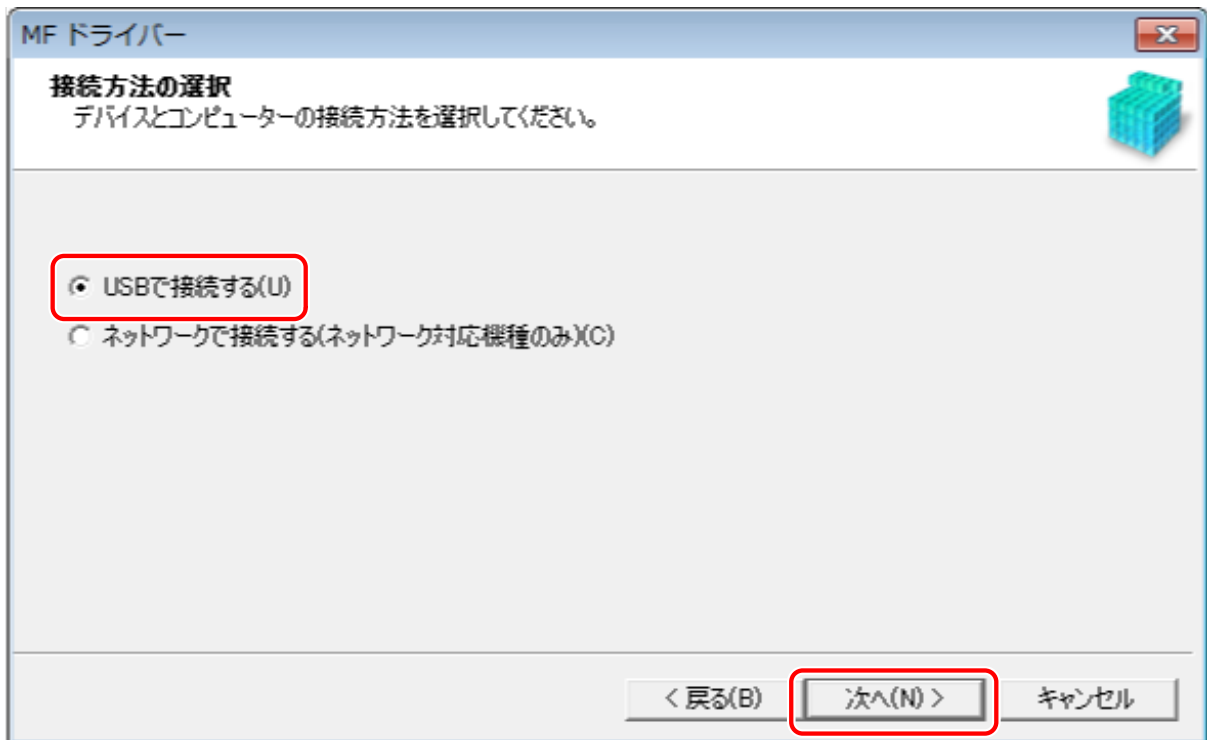 MF ドライバー
接続方法の選択
デバイスとコンピューターの接続方法を選択してください。
USBで接続する(U)
ネットワークで接続する(ネットワーク対応機種のみ)(C)
< 戻る(B) 次へ(N) > キャンセル